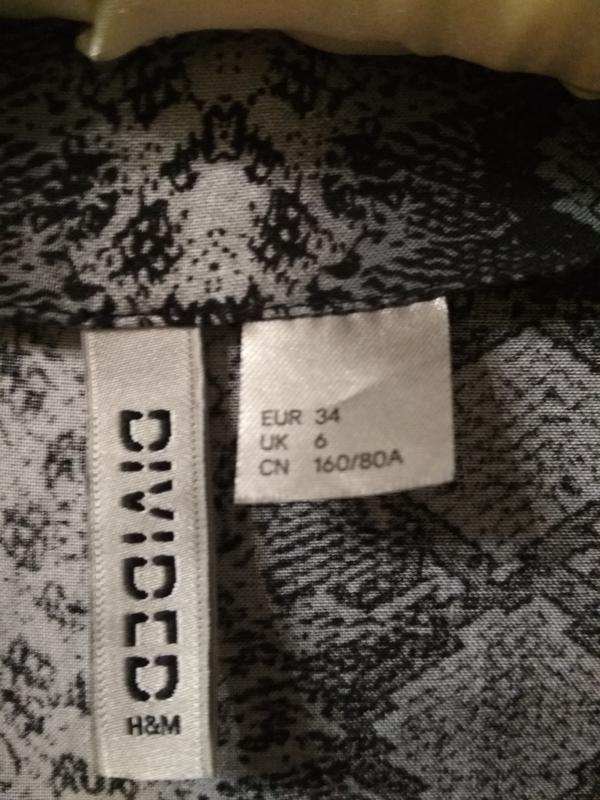 DIVIDED
H&M
EUR 34
UK 6
CN 160/80A